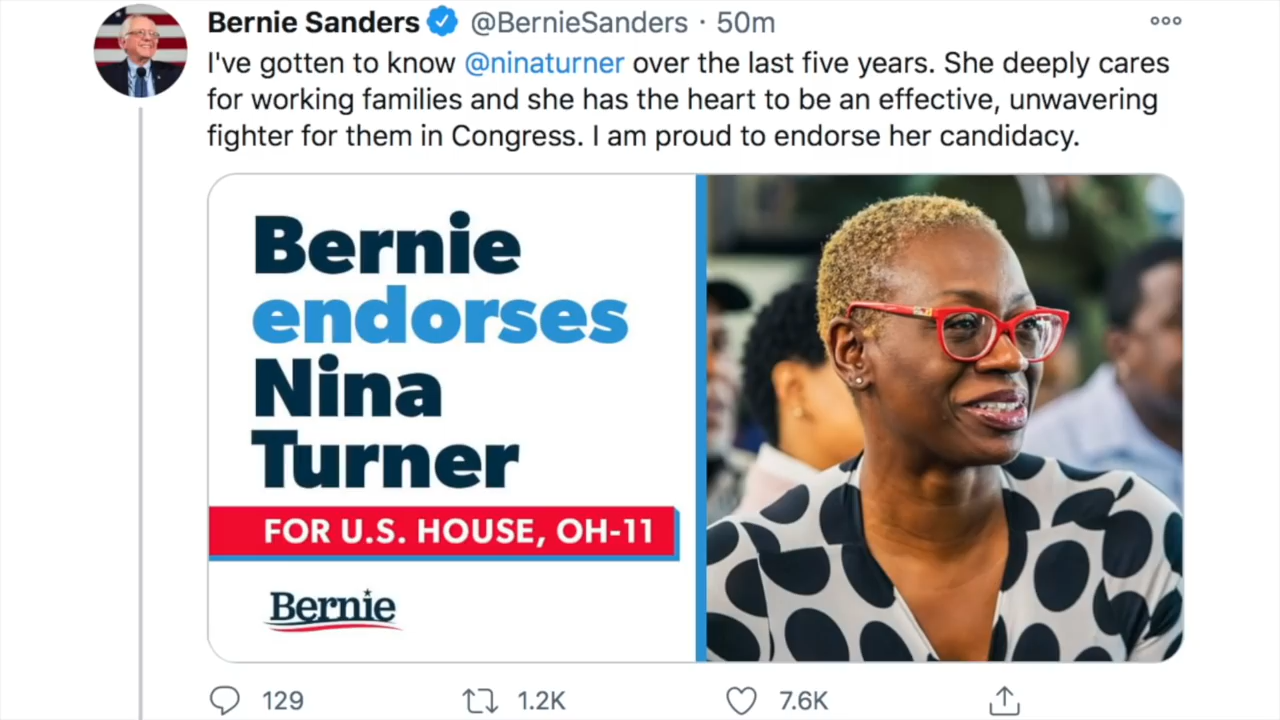 Bernie Sanders @BernieSanders · 50m
I've gotten to know @ninaturner over the last five years. She deeply cares
for working families and she has the heart to be an effective, unwavering
fighter for them in Congress. I am proud to endorse her candidacy.
Bernie
endorses
Nina
Turner
FOR U.S. HOUSE, OH-11
Bernie
129 1.2K 7.6K